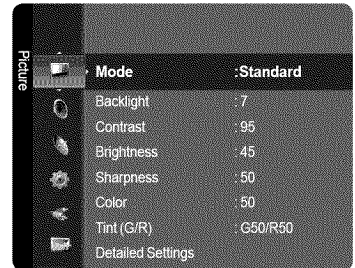 Picture
Mode :Standard
Backlight : 7
Contrast : 95
Brightness : 45
Sharpness : 50
Color : 50
Tint (G/R) : G50/R50
Detailed Settings